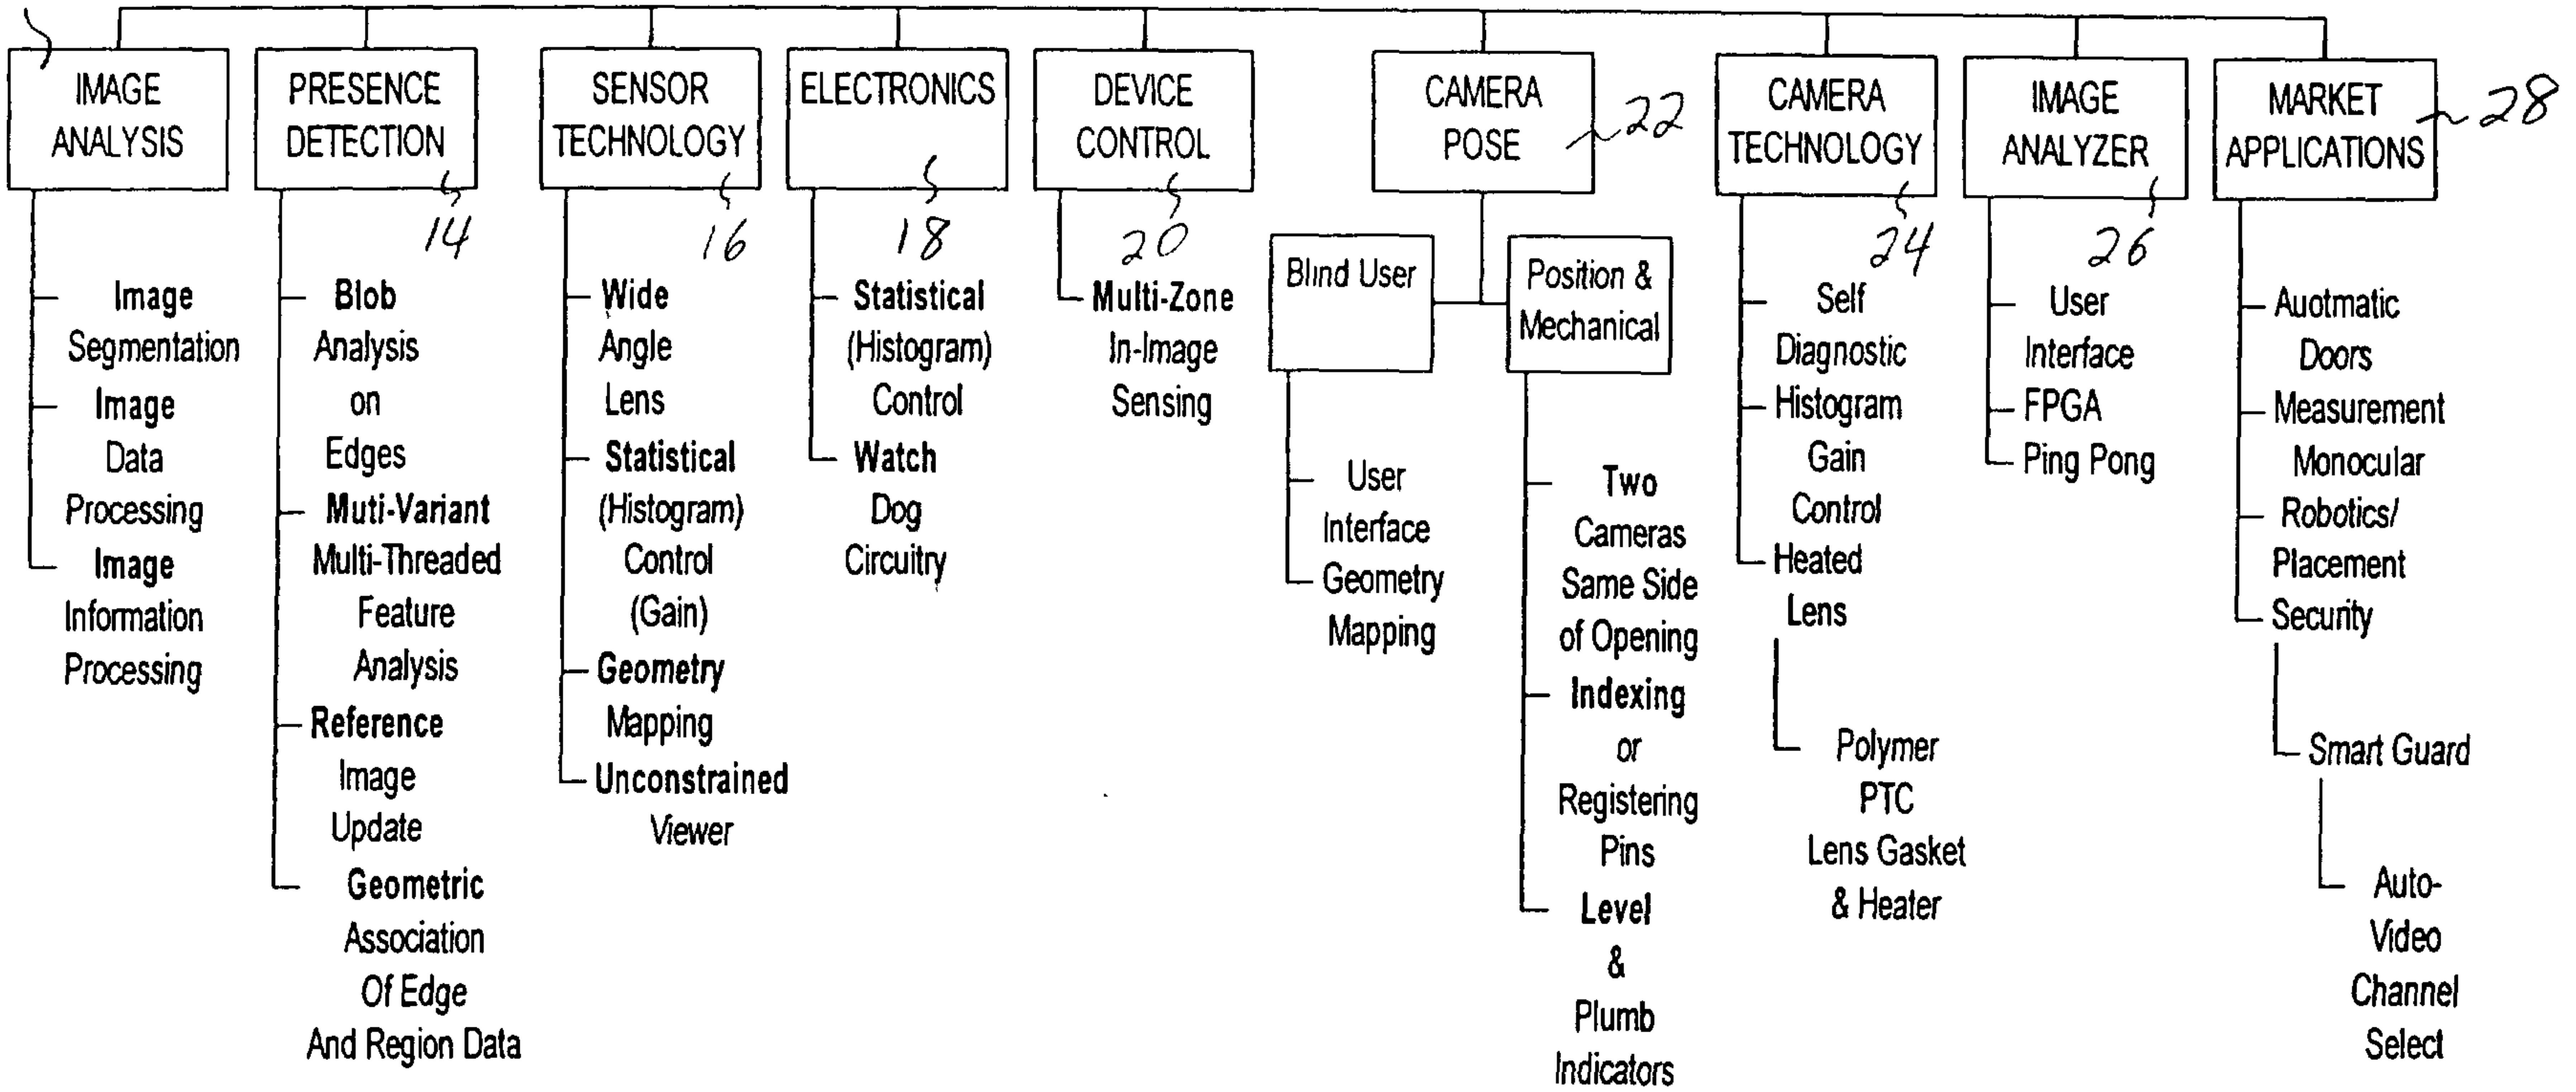 IMAGE
ANALYSIS
Image
Segmentation
Image
Data
Processing
Image
Information
Processing
PRESENCE
DETECTION
14
Blob
Analysis
on
Edges
Muti-Variant
Multi-Threaded
Feature
Analysis
Reference
Image
Update
Geometric
Association
Of Edge
And Region Data
SENSOR
TECHNOLOGY
16
Wide
Angle
Lens
Statistical
(Histogram)
Control
(Gain)
Geometry
Mapping
Unconstrained
Viewer
ELECTRONICS
18
Statistical
(Histogram)
Control
Watch
Dog
Circuitry
DEVICE
CONTROL
20
Multi-Zone
In-Image
Sensing
CAMERA
POSE
22
Blind User
User
Interface
Geometry
Mapping
Position &
Mechanical
Two
Cameras
Same Side
of Opening
Indexing
or
Registering
Pins
Level
&
Plumb
Indicators
CAMERA
TECHNOLOGY
24
Self
Diagnostic
Histogram
Gain
Control
Heated
Lens
Polymer
PTC
Lens Gasket
& Heater
IMAGE
ANALYZER
26
User
Interface
FPGA
Ping Pong
MARKET
APPLICATIONS
28
Auotmatic
Doors
Measurement
Monocular
Robotics/
Placement
Security
Smart Guard
Auto-
Video
Channel
Select